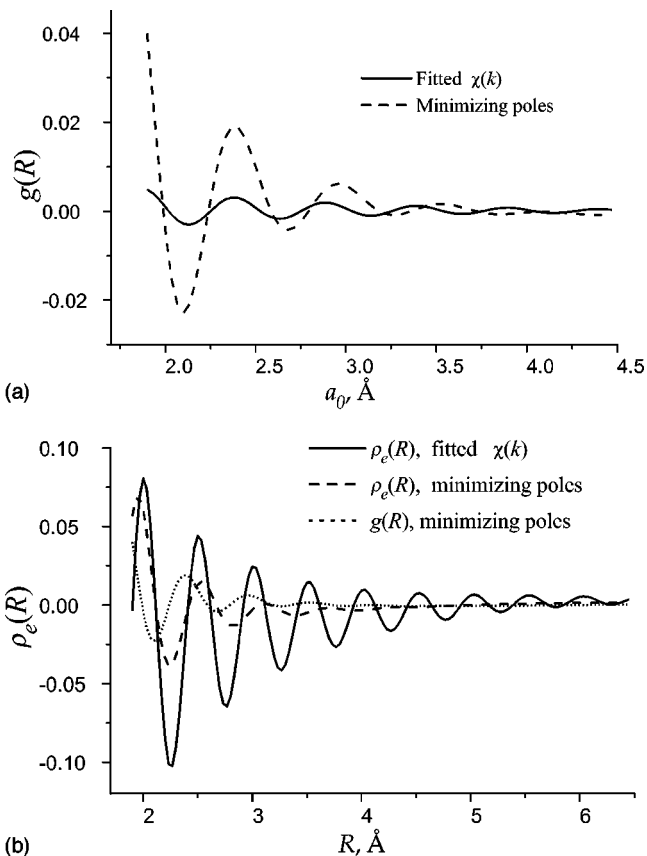 0.04
0.02
0.00
-0.02
g(R)
Fitted χ(k)
Minimizing poles
2.0 2.5 3.0 3.5 4.0 4.5
a0, Å
(a)
0.10
0.05
0.00
-0.05
-0.10
ρe(R)
ρe(R), fitted χ(k)
ρe(R), minimizing poles
g(R), minimizing poles
2 3 4 5 6
R, Å
(b)